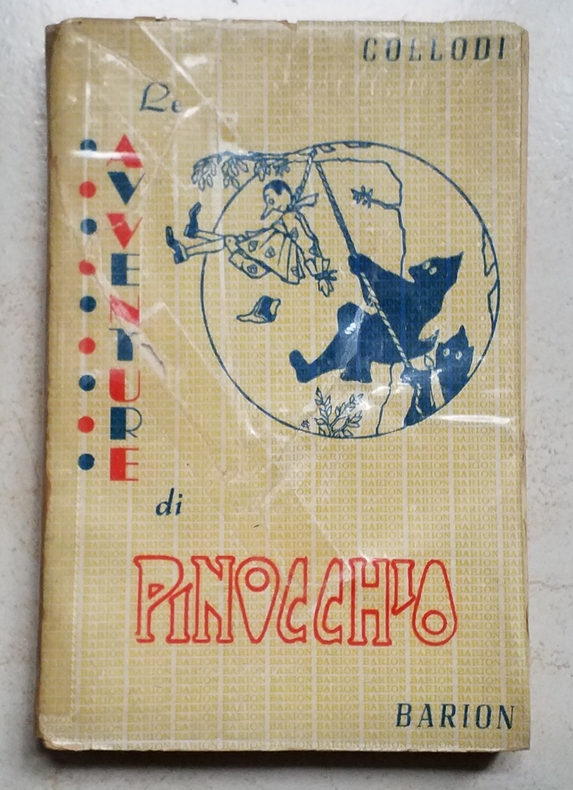 COLLODI
Le
AVVENTURE
di
PINOCCHIO
BARION